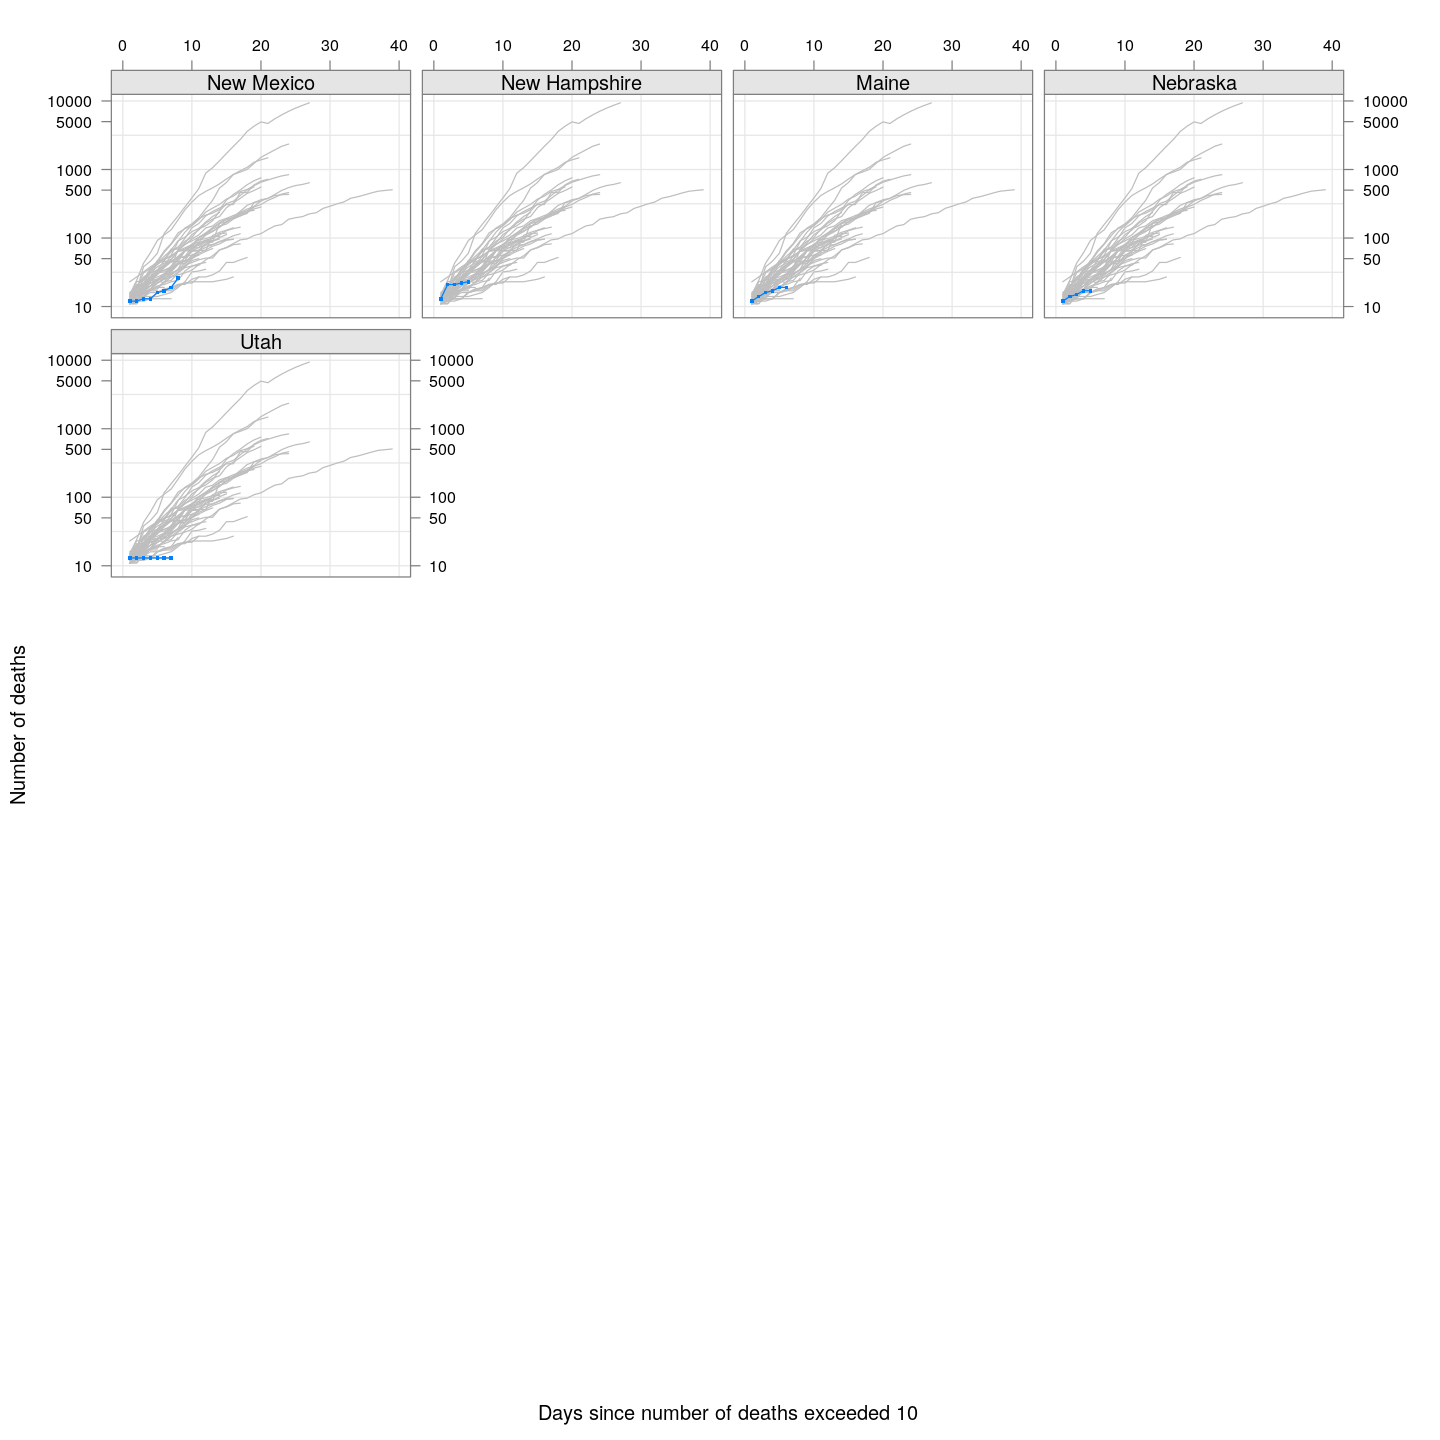 0 10 20 30 40 0 10 20 30 40 0 10 20 30 40 0 10 20 30 40
New Mexico New Hampshire Maine Nebraska
10000 10000
5000 5000
1000 1000
500 500
100 100
50 50
10 10
Utah
10000 10000
5000 5000
1000 1000
500 500
100 100
50 50
10 10
Number of deaths
Days since number of deaths exceeded 10